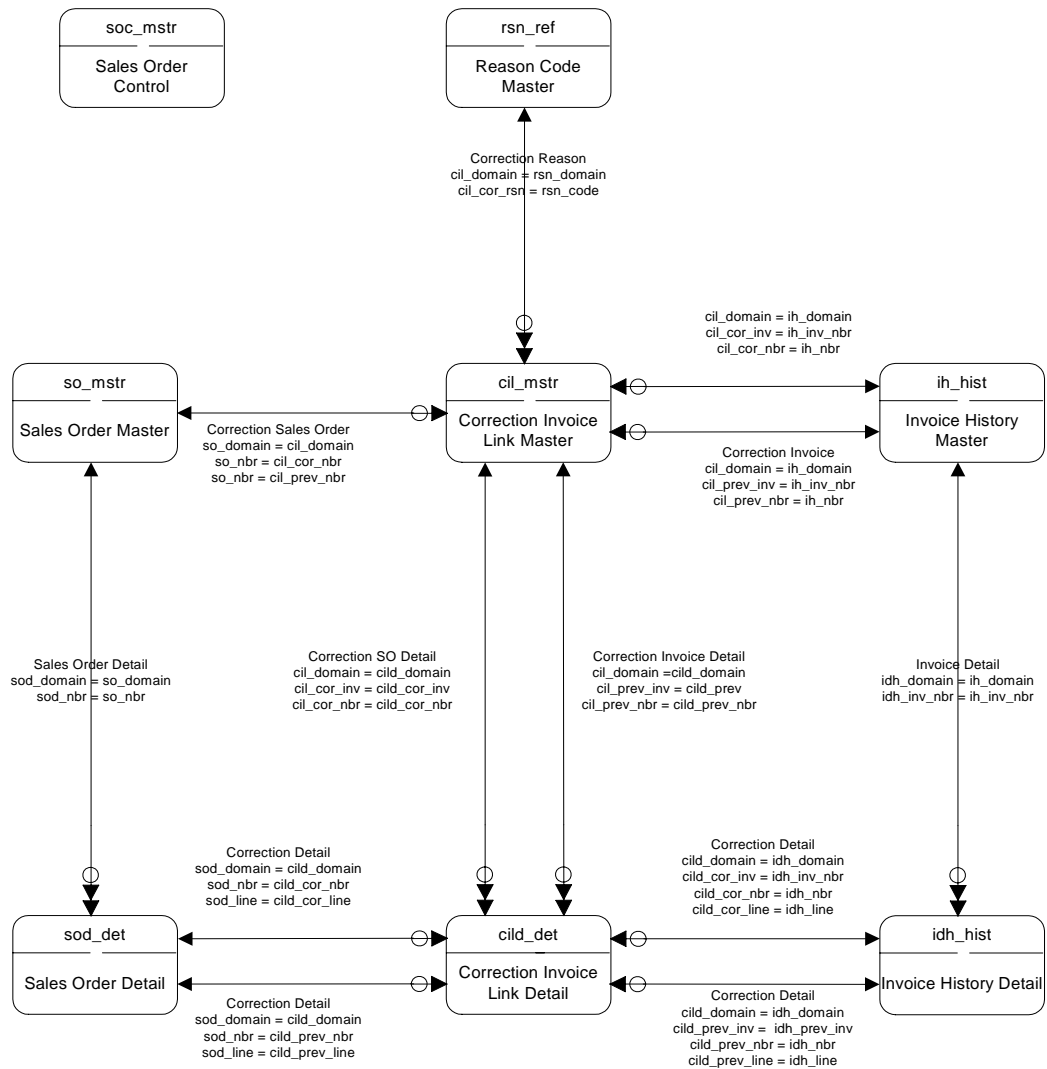 soc_mstr
Sales Order
Control
rsn_ref
Reason Code
Master
Correction Reason
cil_domain = rsn_domain
cil_cor_rsn = rsn_code
cil_domain = ih_domain
cil_cor_inv = ih_inv_nbr
cil_cor_nbr = ih_nbr
so_mstr
Sales Order Master
cil_mstr
Correction Invoice
Link Master
ih_hist
Invoice History
Master
Correction Sales Order
so_domain = cil_domain
so_nbr = cil_cor_nbr
so_nbr = cil_prev_nbr
Correction Invoice
cil_domain = ih_domain
cil_prev_inv = ih_inv_nbr
cil_prev_nbr = ih_nbr
Sales Order Detail
sod_domain = so_domain
sod_nbr = so_nbr
Correction SO Detail
cil_domain = cild_domain
cil_cor_inv = cild_cor_inv
cil_cor_nbr = cild_cor_nbr
Correction Invoice Detail
cil_domain =cild_domain
cil_prev_inv = cild_prev
cil_prev_nbr = cild_prev_nbr
Invoice Detail
idh_domain = ih_domain
idh_inv_nbr = ih_inv_nbr
Correction Detail
sod_domain = cild_domain
sod_nbr = cild_cor_nbr
sod_line = cild_cor_line
Correction Detail
cild_domain = idh_domain
cild_cor_inv = idh_inv_nbr
cild_cor_nbr = idh_nbr
cild_cor_line = idh_line
sod_det
Sales Order Detail
cild_det
Correction Invoice
Link Detail
idh_hist
Invoice History Detail
Correction Detail
sod_domain = cild_domain
sod_nbr = cild_prev_nbr
sod_line = cild_prev_line
Correction Detail
cild_domain = idh_domain
cild_prev_inv =  idh_prev_inv
cild_prev_nbr = idh_nbr
cild_prev_line = idh_line